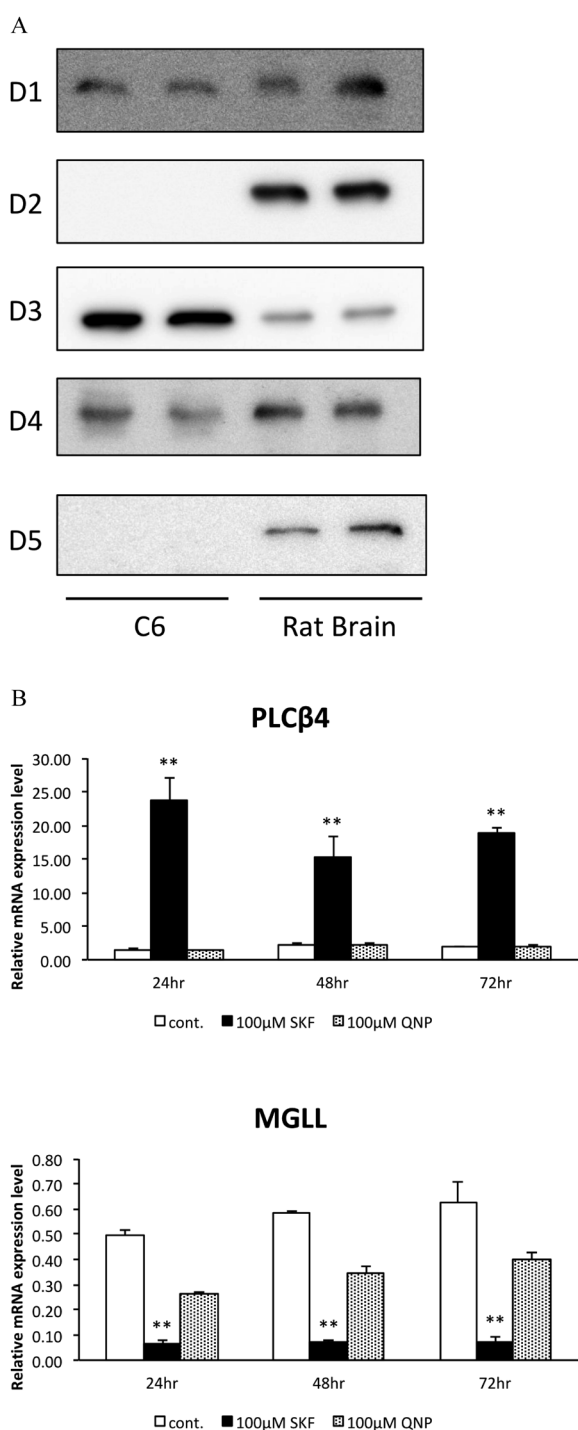 A
D1
D2
D3
D4
D5
C6 Rat Brain
B
PLCβ4
Relative mRNA expression level
30.00
25.00
20.00
15.00
10.00
5.00
0.00
** ** **
24hr 48hr 72hr
cont. 100μM SKF 100μM QNP
MGLL
Relative mRNA expression level
0.80
0.70
0.60
0.50
0.40
0.30
0.20
0.10
0.00
** ** **
24hr 48hr 72hr
cont. 100μM SKF 100μM QNP